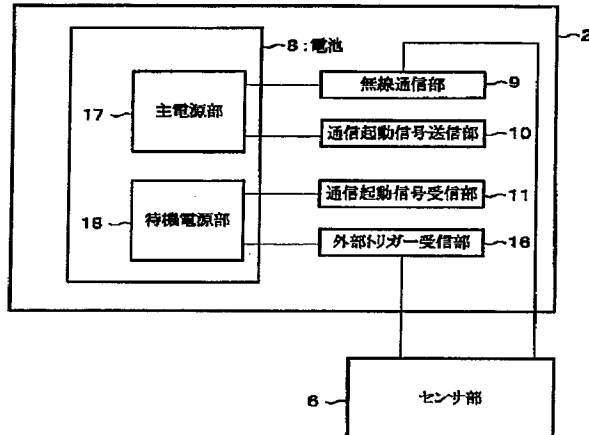 8:電池
2
主電源部
17
無線通信部
9
通信起動信号送信部
10
待機電源部
18
通信起動信号受信部
11
外部トリガー受信部
16
センサ部
6